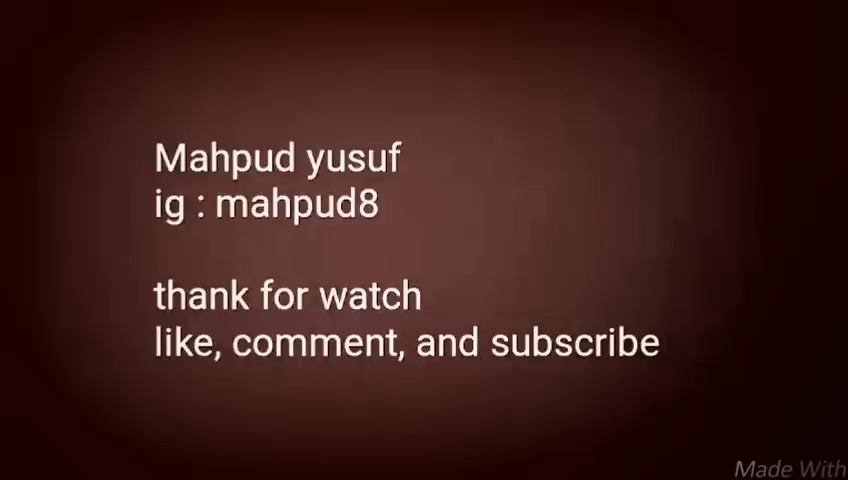 Mahpud yusuf
ig : mahpud8
thank for watch
like, comment, and subscribe
Made With